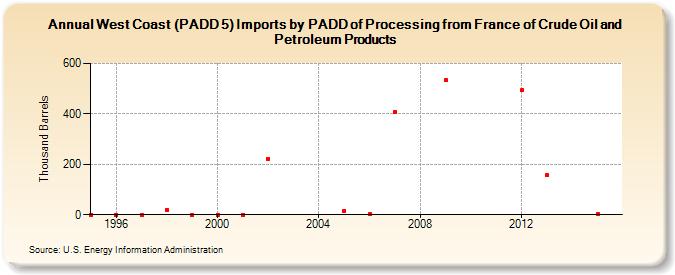 Annual West Coast (PADD 5) Imports by PADD of Processing from France of Crude Oil and
Petroleum Products
Thousand Barrels
600
400
200
0
1996 2000 2004 2008 2012
Source: U.S. Energy Information Administration